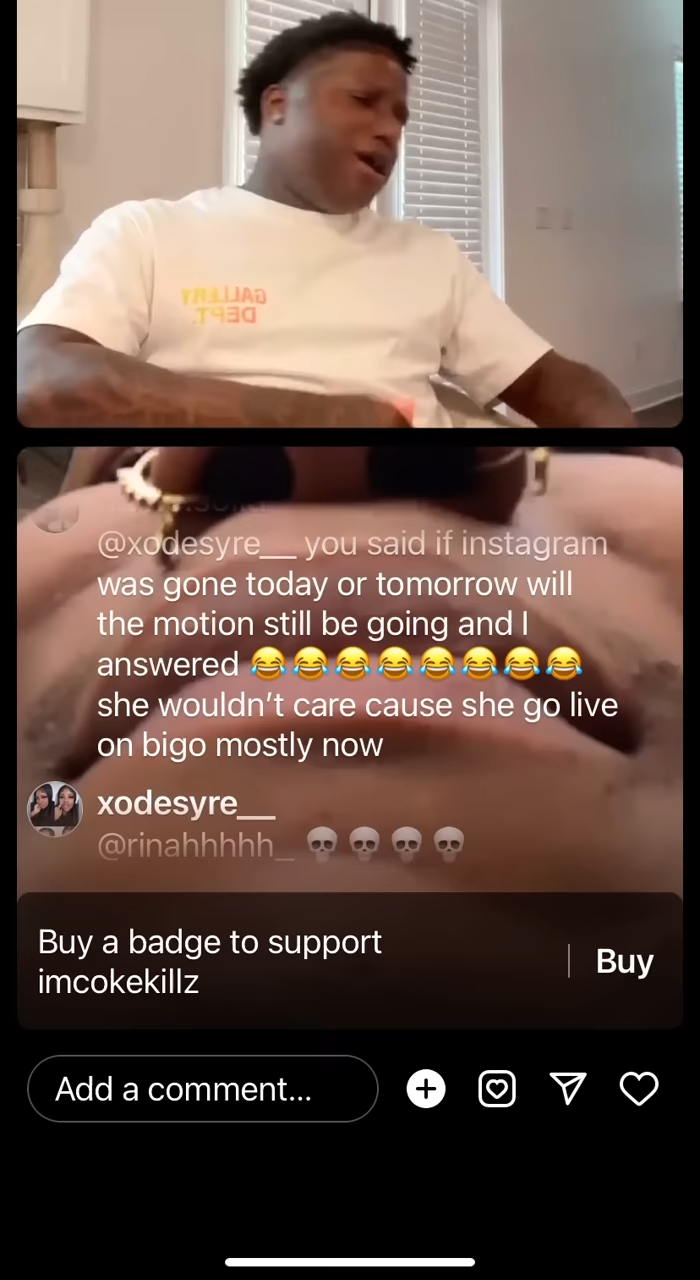 GALLERY
DEPT.
@xodesyre__ you said if instagram
was gone today or tomorrow will
the motion still be going and I
answered 😂😂😂😂😂😂😂😂
she wouldn’t care cause she go live
on bigo mostly now
xodesyre__
@rinahhhhh_ 💀💀💀💀
Buy a badge to support
imcokekillz
Buy
Add a comment...